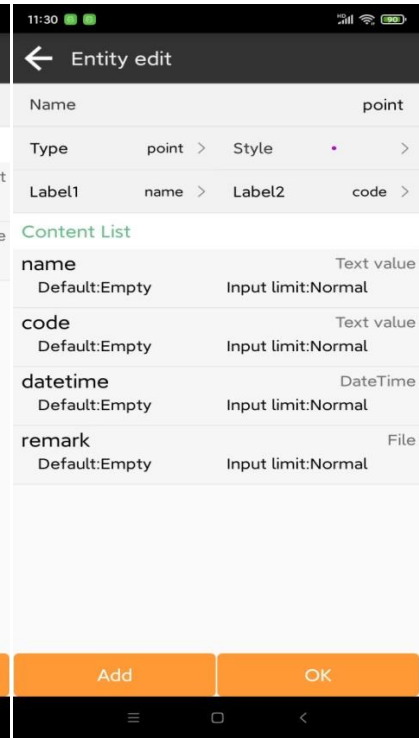 11:30 HD 90
Entity edit
Name point
Type point > Style >
Label1 name > Label2 code >
t
e
Content List
name Text value
Default:Empty Input limit:Normal
code Text value
Default:Empty Input limit:Normal
datetime DateTime
Default:Empty Input limit:Normal
remark File
Default:Empty Input limit:Normal
Add OK